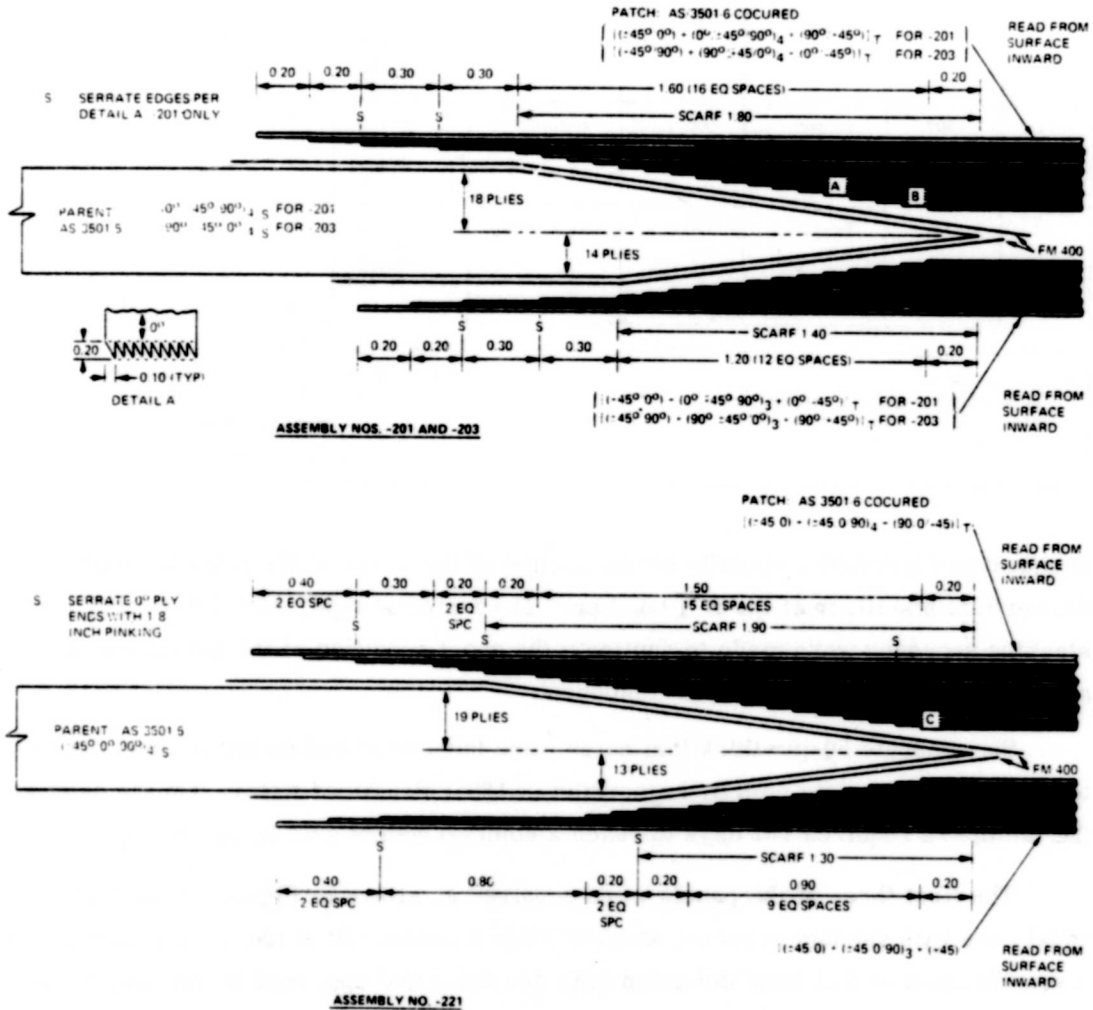 PATCH: AS 3501-6 COCURED
FOR -201
FOR -203
READ FROM
SURFACE
INWARD
0.20 0.20 0.30 0.30
1.60 (16 EQ SPACES)
0.20
SCARF 1.80
S SERRATE EDGES PER
DETAIL A -201 ONLY
S S
A
B
18 PLIES
PARENT
AS 3501-5
FOR -201
FOR -203
14 PLIES
FM 400
0º
0.20
0.10 (TYP)
DETAIL A
S S
SCARF 1.40
0.20 0.20 0.30 0.30
1.20 (12 EQ SPACES)
0.20
FOR -201
FOR -203
READ FROM
SURFACE
INWARD
ASSEMBLY NOS. -201 AND -203
PATCH: AS 3501-6 COCURED
READ FROM
SURFACE
INWARD
0.40 0.30 0.20 0.20 1.50 0.20
2 EQ SPC
2 EQ
SPC
15 EQ SPACES
SCARF 1.90
S SERRATE 0º PLY
ENDS WITH 1/8
INCH PINKING
S S S
C
19 PLIES
PARENT AS 3501-5
13 PLIES
FM 400
S S
SCARF 1.30
0.40 0.80 0.20 0.20 0.90 0.20
2 EQ SPC
2 EQ
SPC
9 EQ SPACES
READ FROM
SURFACE
INWARD
ASSEMBLY NO. -221